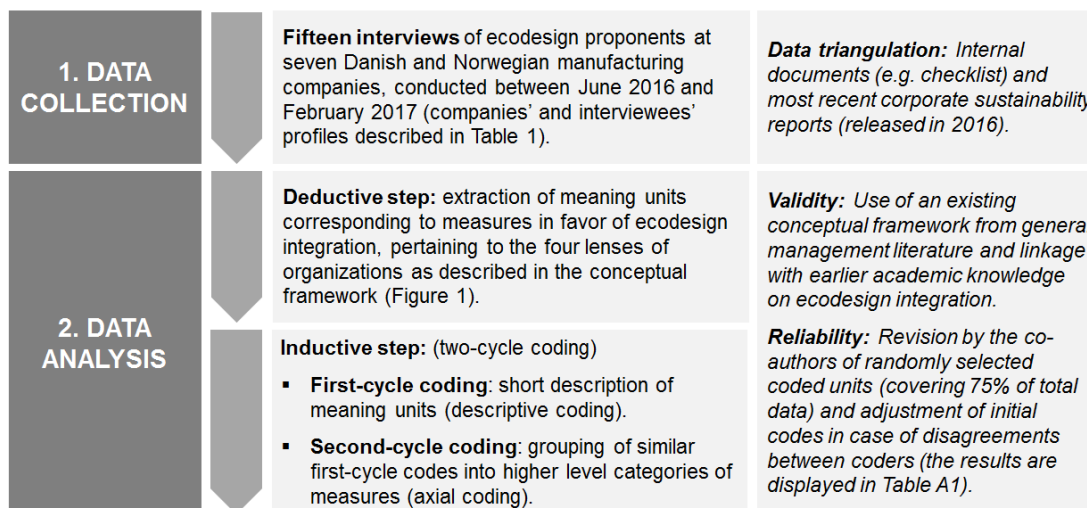 1. DATA
COLLECTION
Fifteen interviews of ecodesign proponents at
seven Danish and Norwegian manufacturing
companies, conducted between June 2016 and
February 2017 (companies’ and interviewees’
profiles described in Table 1).
Data triangulation: Internal
documents (e.g. checklist) and
most recent corporate sustainability
reports (released in 2016).
2. DATA
ANALYSIS
Deductive step: extraction of meaning units
corresponding to measures in favor of ecodesign
integration, pertaining to the four lenses of
organizations as described in the conceptual
framework (Figure 1).
Inductive step: (two-cycle coding)
▪ First-cycle coding: short description of
meaning units (descriptive coding).
▪ Second-cycle coding: grouping of similar
first-cycle codes into higher level categories of
measures (axial coding).
Validity: Use of an existing
conceptual framework from genera
management literature and linkage
with earlier academic knowledge
on ecodesign integration.
Reliability: Revision by the co-
authors of randomly selected
coded units (covering 75% of total
data) and adjustment of initial
codes in case of disagreements
between coders (the results are
displayed in Table A1).